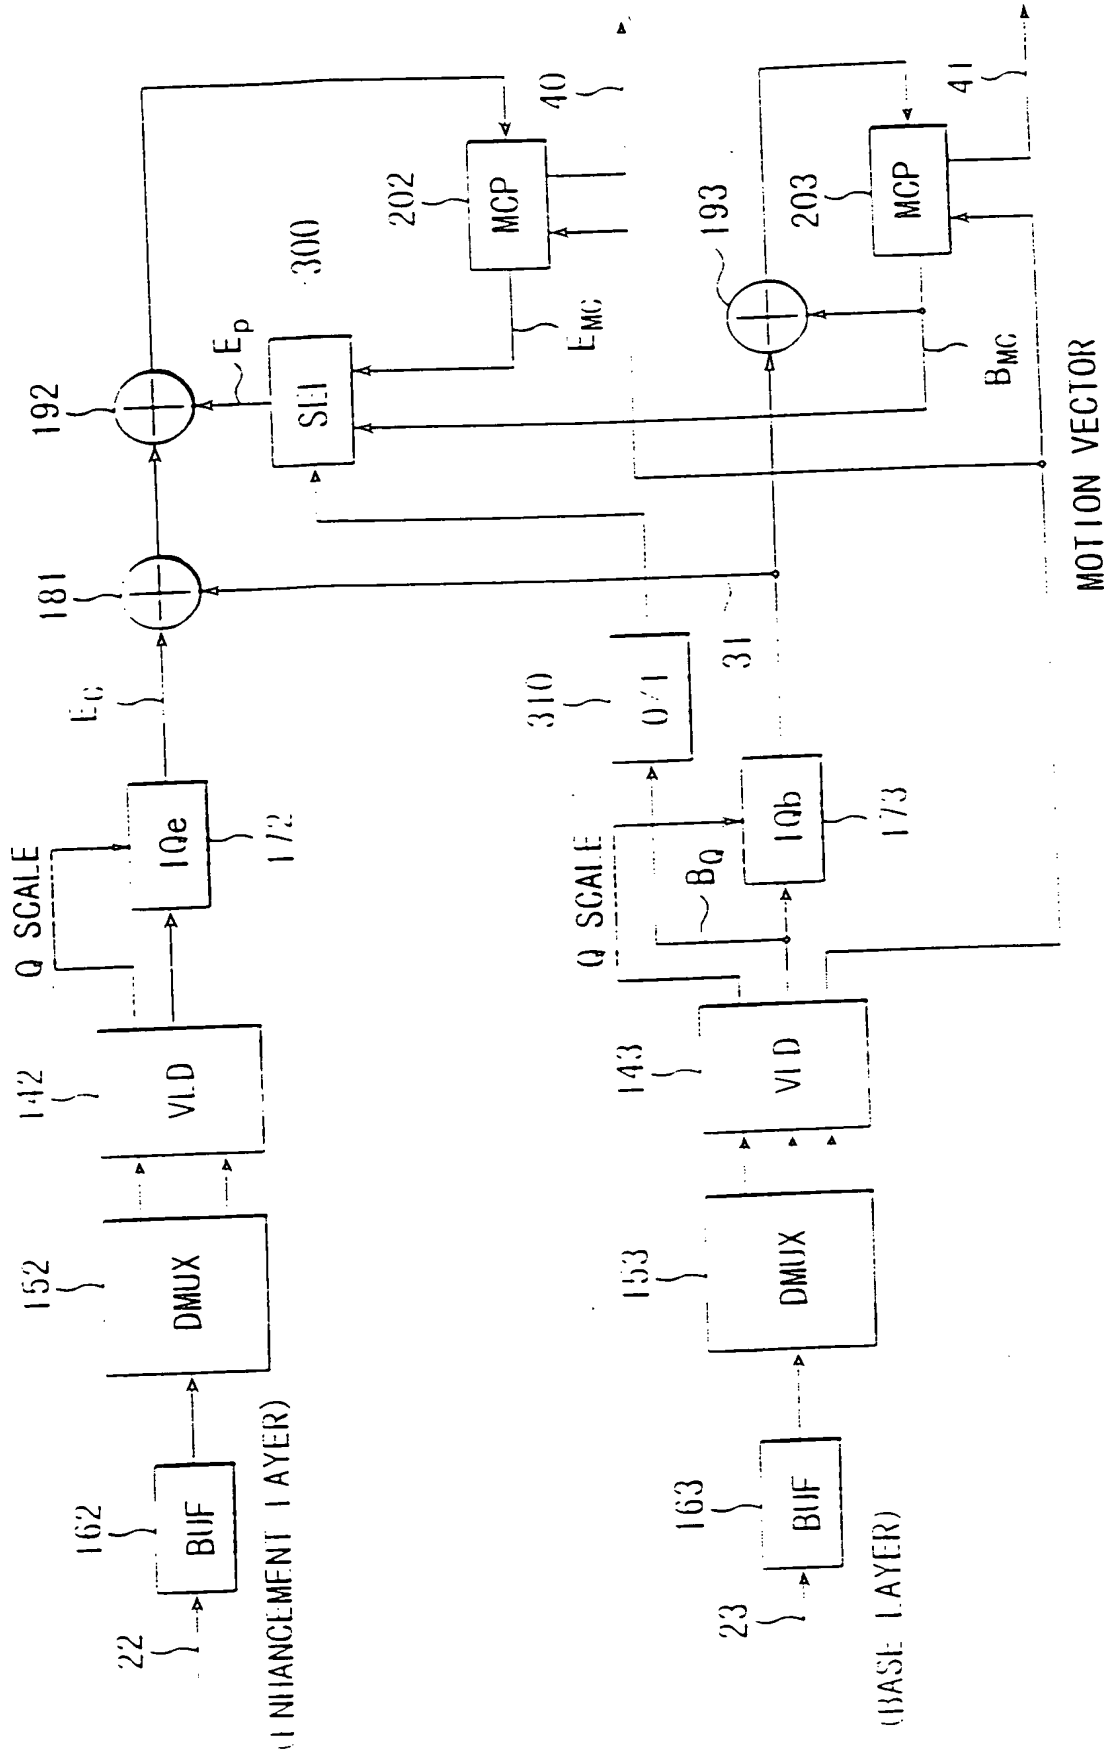 22
162
BUF
152
DMUX
142
VLD
Q SCALE
IQe
172
EC
181
192
Ep
SEL
300
202
MCP
EMC
40
(ENHANCEMENT LAYER)
23
163
BUF
153
DMUX
143
VLD
Q SCALE
BQ
IQb
173
310
0/1
31
193
203
MCP
BMC
41
MOTION VECTOR
(BASE LAYER)